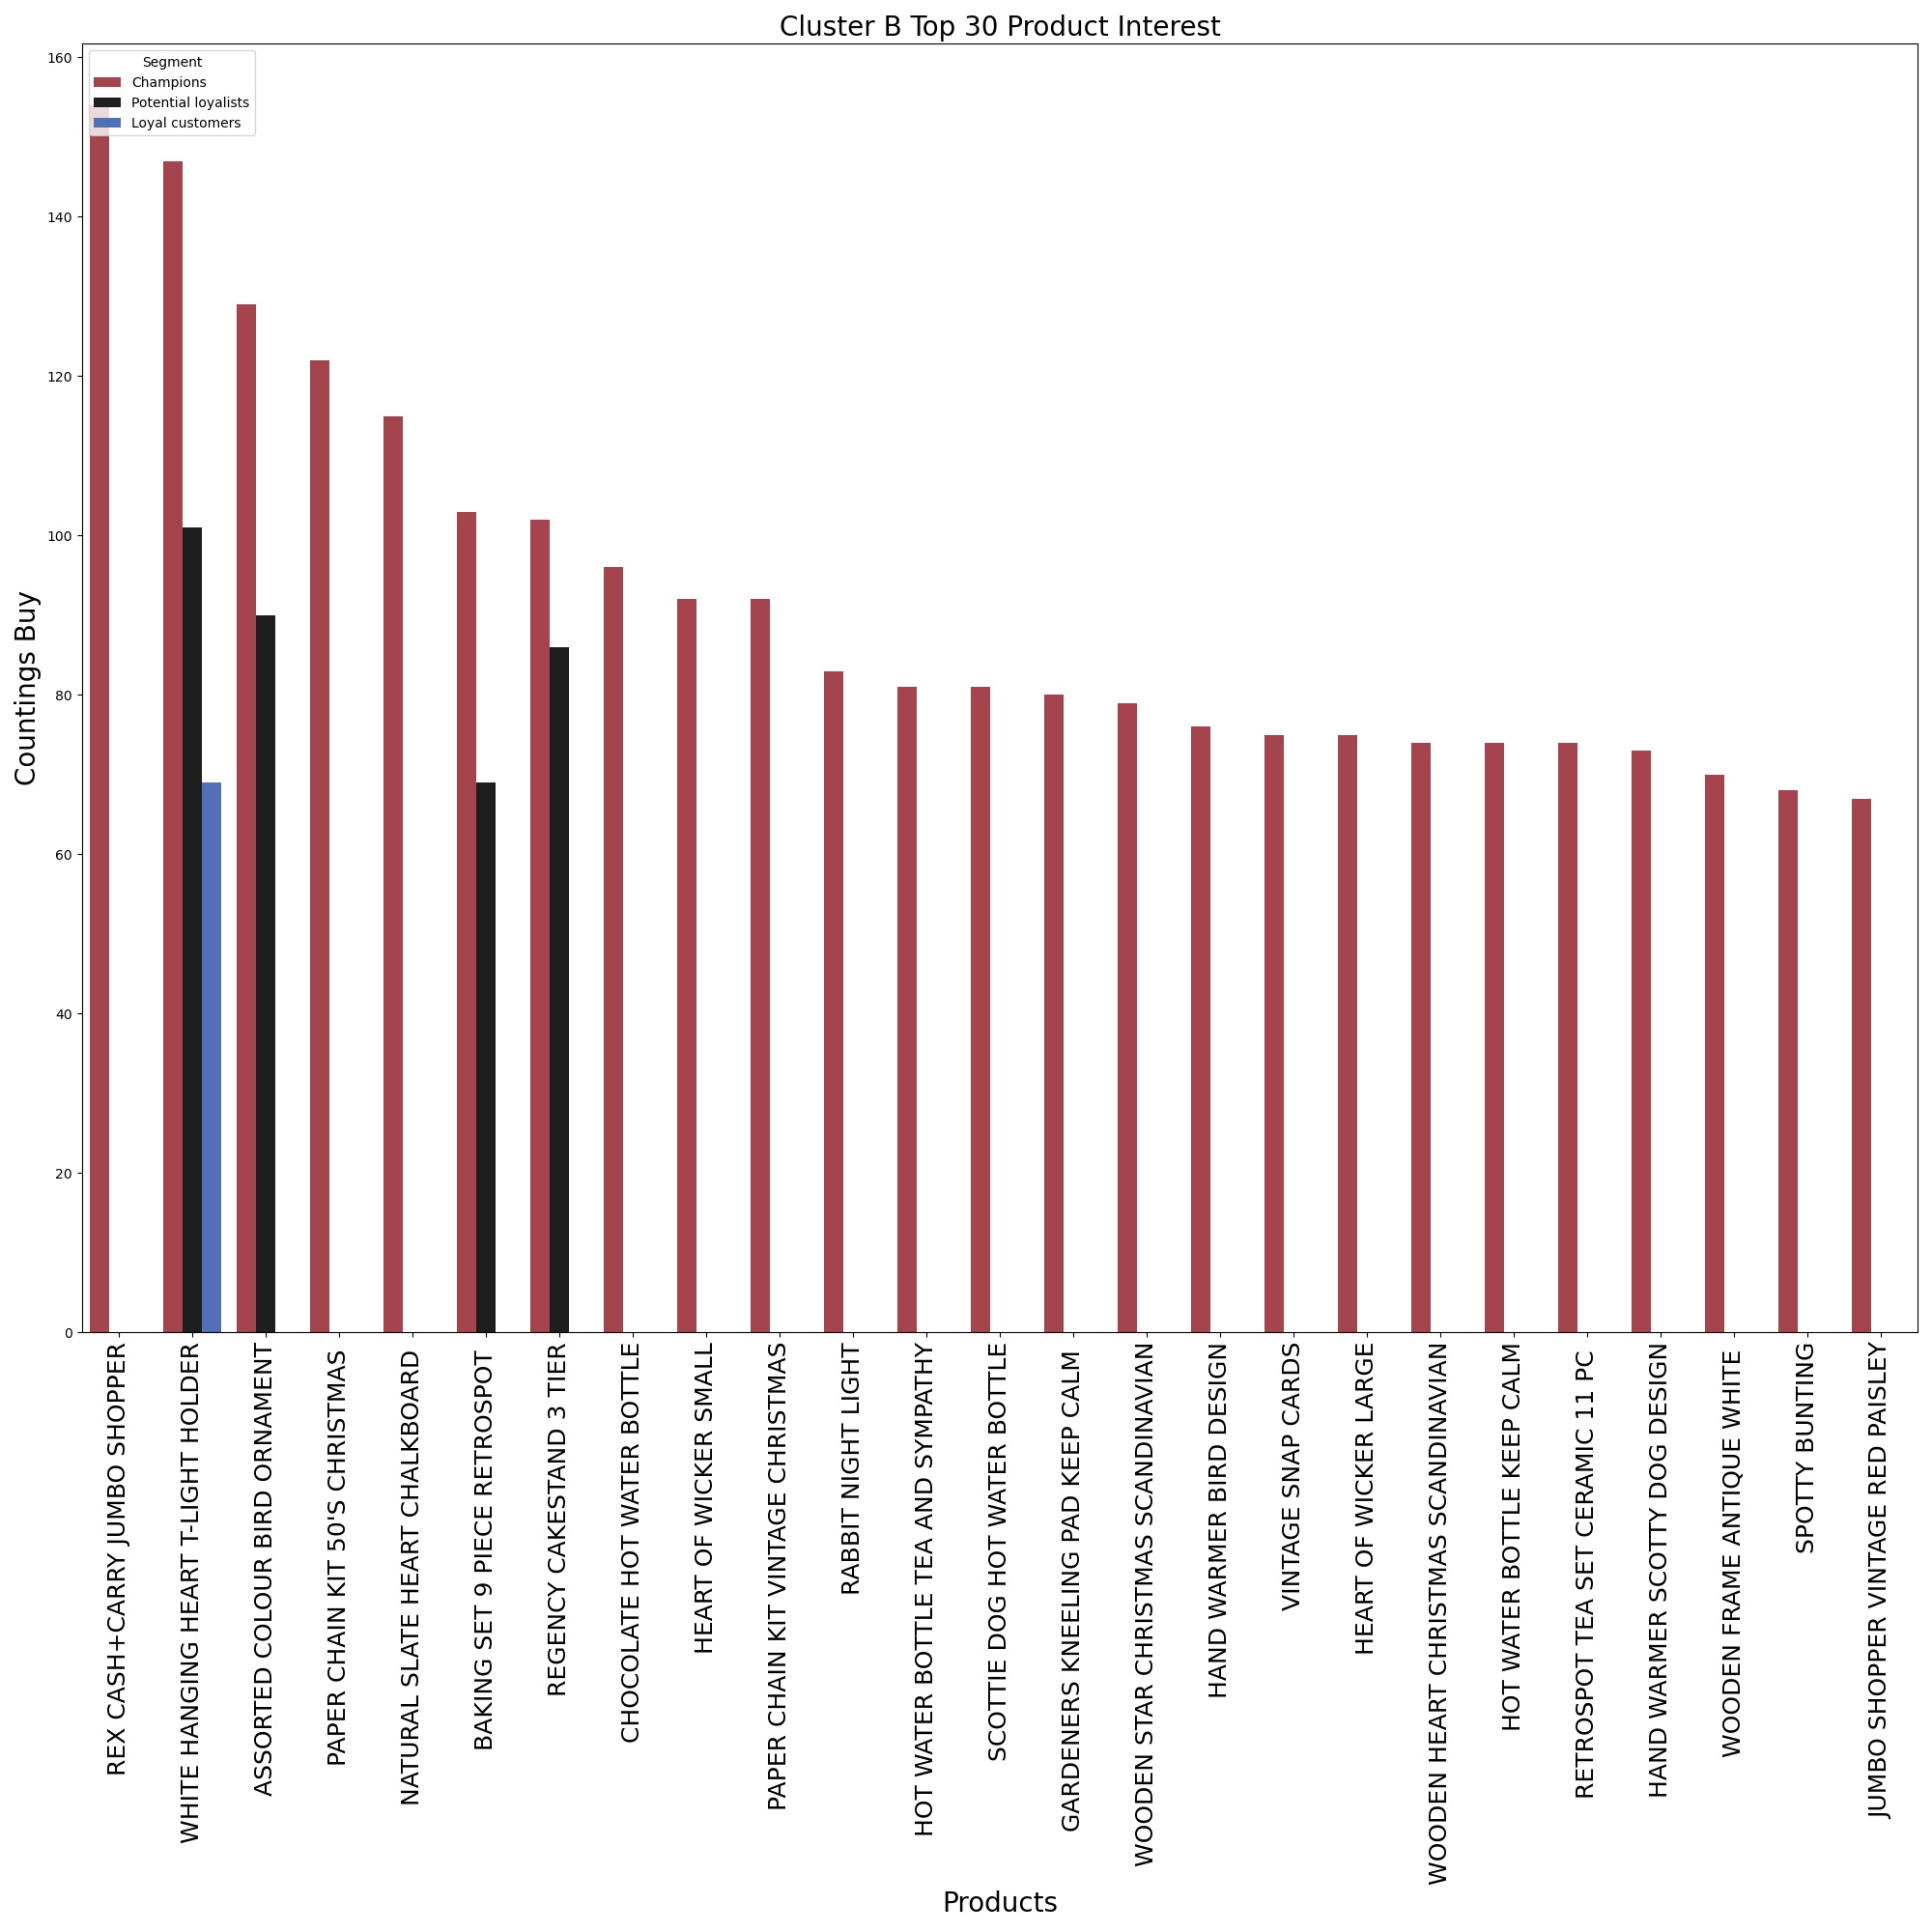 Cluster B Top 30 Product Interest
Segment
Champions
Potential loyalists
Loyal customers
160
140
120
100
80
60
40
20
0
Countings Buy
REX CASH+CARRY JUMBO SHOPPER
WHITE HANGING HEART T-LIGHT HOLDER
ASSORTED COLOUR BIRD ORNAMENT
PAPER CHAIN KIT 50'S CHRISTMAS
NATURAL SLATE HEART CHALKBOARD
BAKING SET 9 PIECE RETROSPOT
REGENCY CAKESTAND 3 TIER
CHOCOLATE HOT WATER BOTTLE
HEART OF WICKER SMALL
PAPER CHAIN KIT VINTAGE CHRISTMAS
RABBIT NIGHT LIGHT
HOT WATER BOTTLE TEA AND SYMPATHY
SCOTTIE DOG HOT WATER BOTTLE
GARDENERS KNEELING PAD KEEP CALM
WOODEN STAR CHRISTMAS SCANDINAVIAN
HAND WARMER BIRD DESIGN
VINTAGE SNAP CARDS
HEART OF WICKER LARGE
WOODEN HEART CHRISTMAS SCANDINAVIAN
HOT WATER BOTTLE KEEP CALM
RETROSPOT TEA SET CERAMIC 11 PC
HAND WARMER SCOTTY DOG DESIGN
WOODEN FRAME ANTIQUE WHITE
SPOTTY BUNTING
JUMBO SHOPPER VINTAGE RED PAISLEY
Products